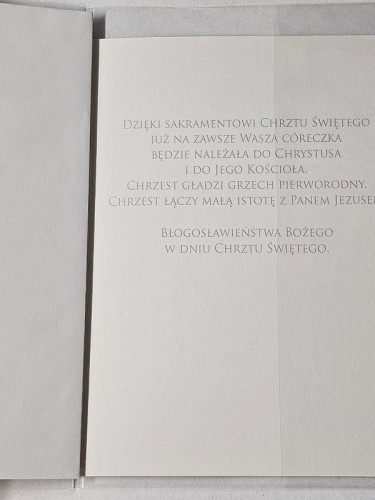 Dzięki sakramentowi Chrztu Świętego
już na zawsze Wasza córeczka
będzie należała do Chrystusa
i do Jego Kościoła.
Chrzest gładzi grzech pierworodny,
Chrzest łączy małą istotę z Panem Jezusem
Błogosławieństwa Bożego
w dniu Chrztu Świętego.